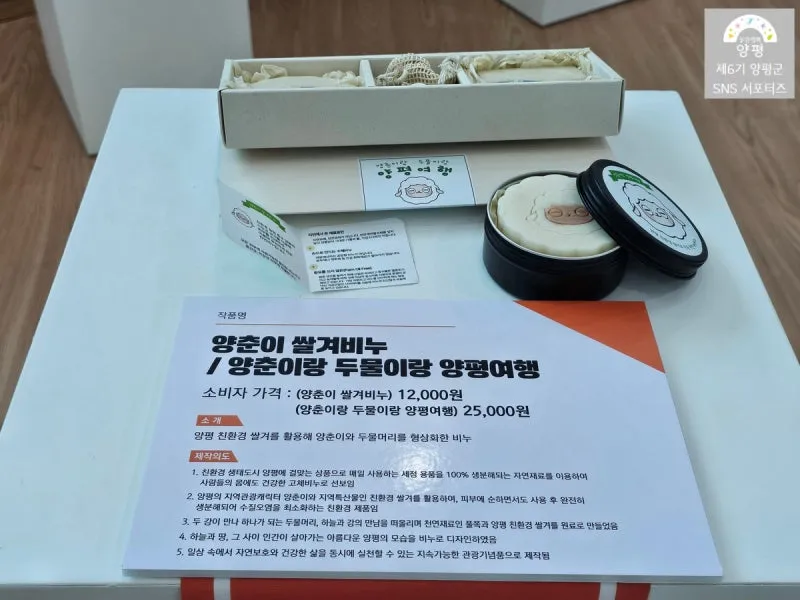 양평
제6기 양평군
SNS 서포터즈
양춘이랑 두물이랑
양평여행
작품명
양춘이 쌀겨비누
/ 양춘이랑 두물이랑 양평여행
소비자 가격 : (양춘이 쌀겨비누) 12,000원
(양춘이랑 두물이랑 양평여행) 25,000원
소 개
양평 친환경 쌀겨를 활용해 양춘이와 두물머리를 형상화한 비누
제작의도
1. 친환경 생태도시 양평에 걸맞는 상품으로 매일 사용하는 세정 용품을 100% 생분해되는 자연재료를 이용하여
사람들의 몸에도 건강한 고체비누로 선보임
2. 양평의 지역관광캐릭터 양춘이와 지역특산물인 친환경 쌀겨를 활용하며, 피부에 순하면서도 사용 후 완전히
생분해되어 수질오염을 최소화하는 친환경 제품임
3. 두 강이 만나 하나가 되는 두물머리, 하늘과 강의 만남을 떠올리며 천연재료인 쪽과 양평 친환경 쌀겨를 원료로 만들었음
4. 하늘과 땅, 그 사이 인간이 살아가는 아름다운 양평의 모습을 비누로 디자인하였음
5. 일상 속에서 자연보호와 건강한 삶을 동시에 실천할 수 있는 지속가능한 관광기념품으로 제작됨